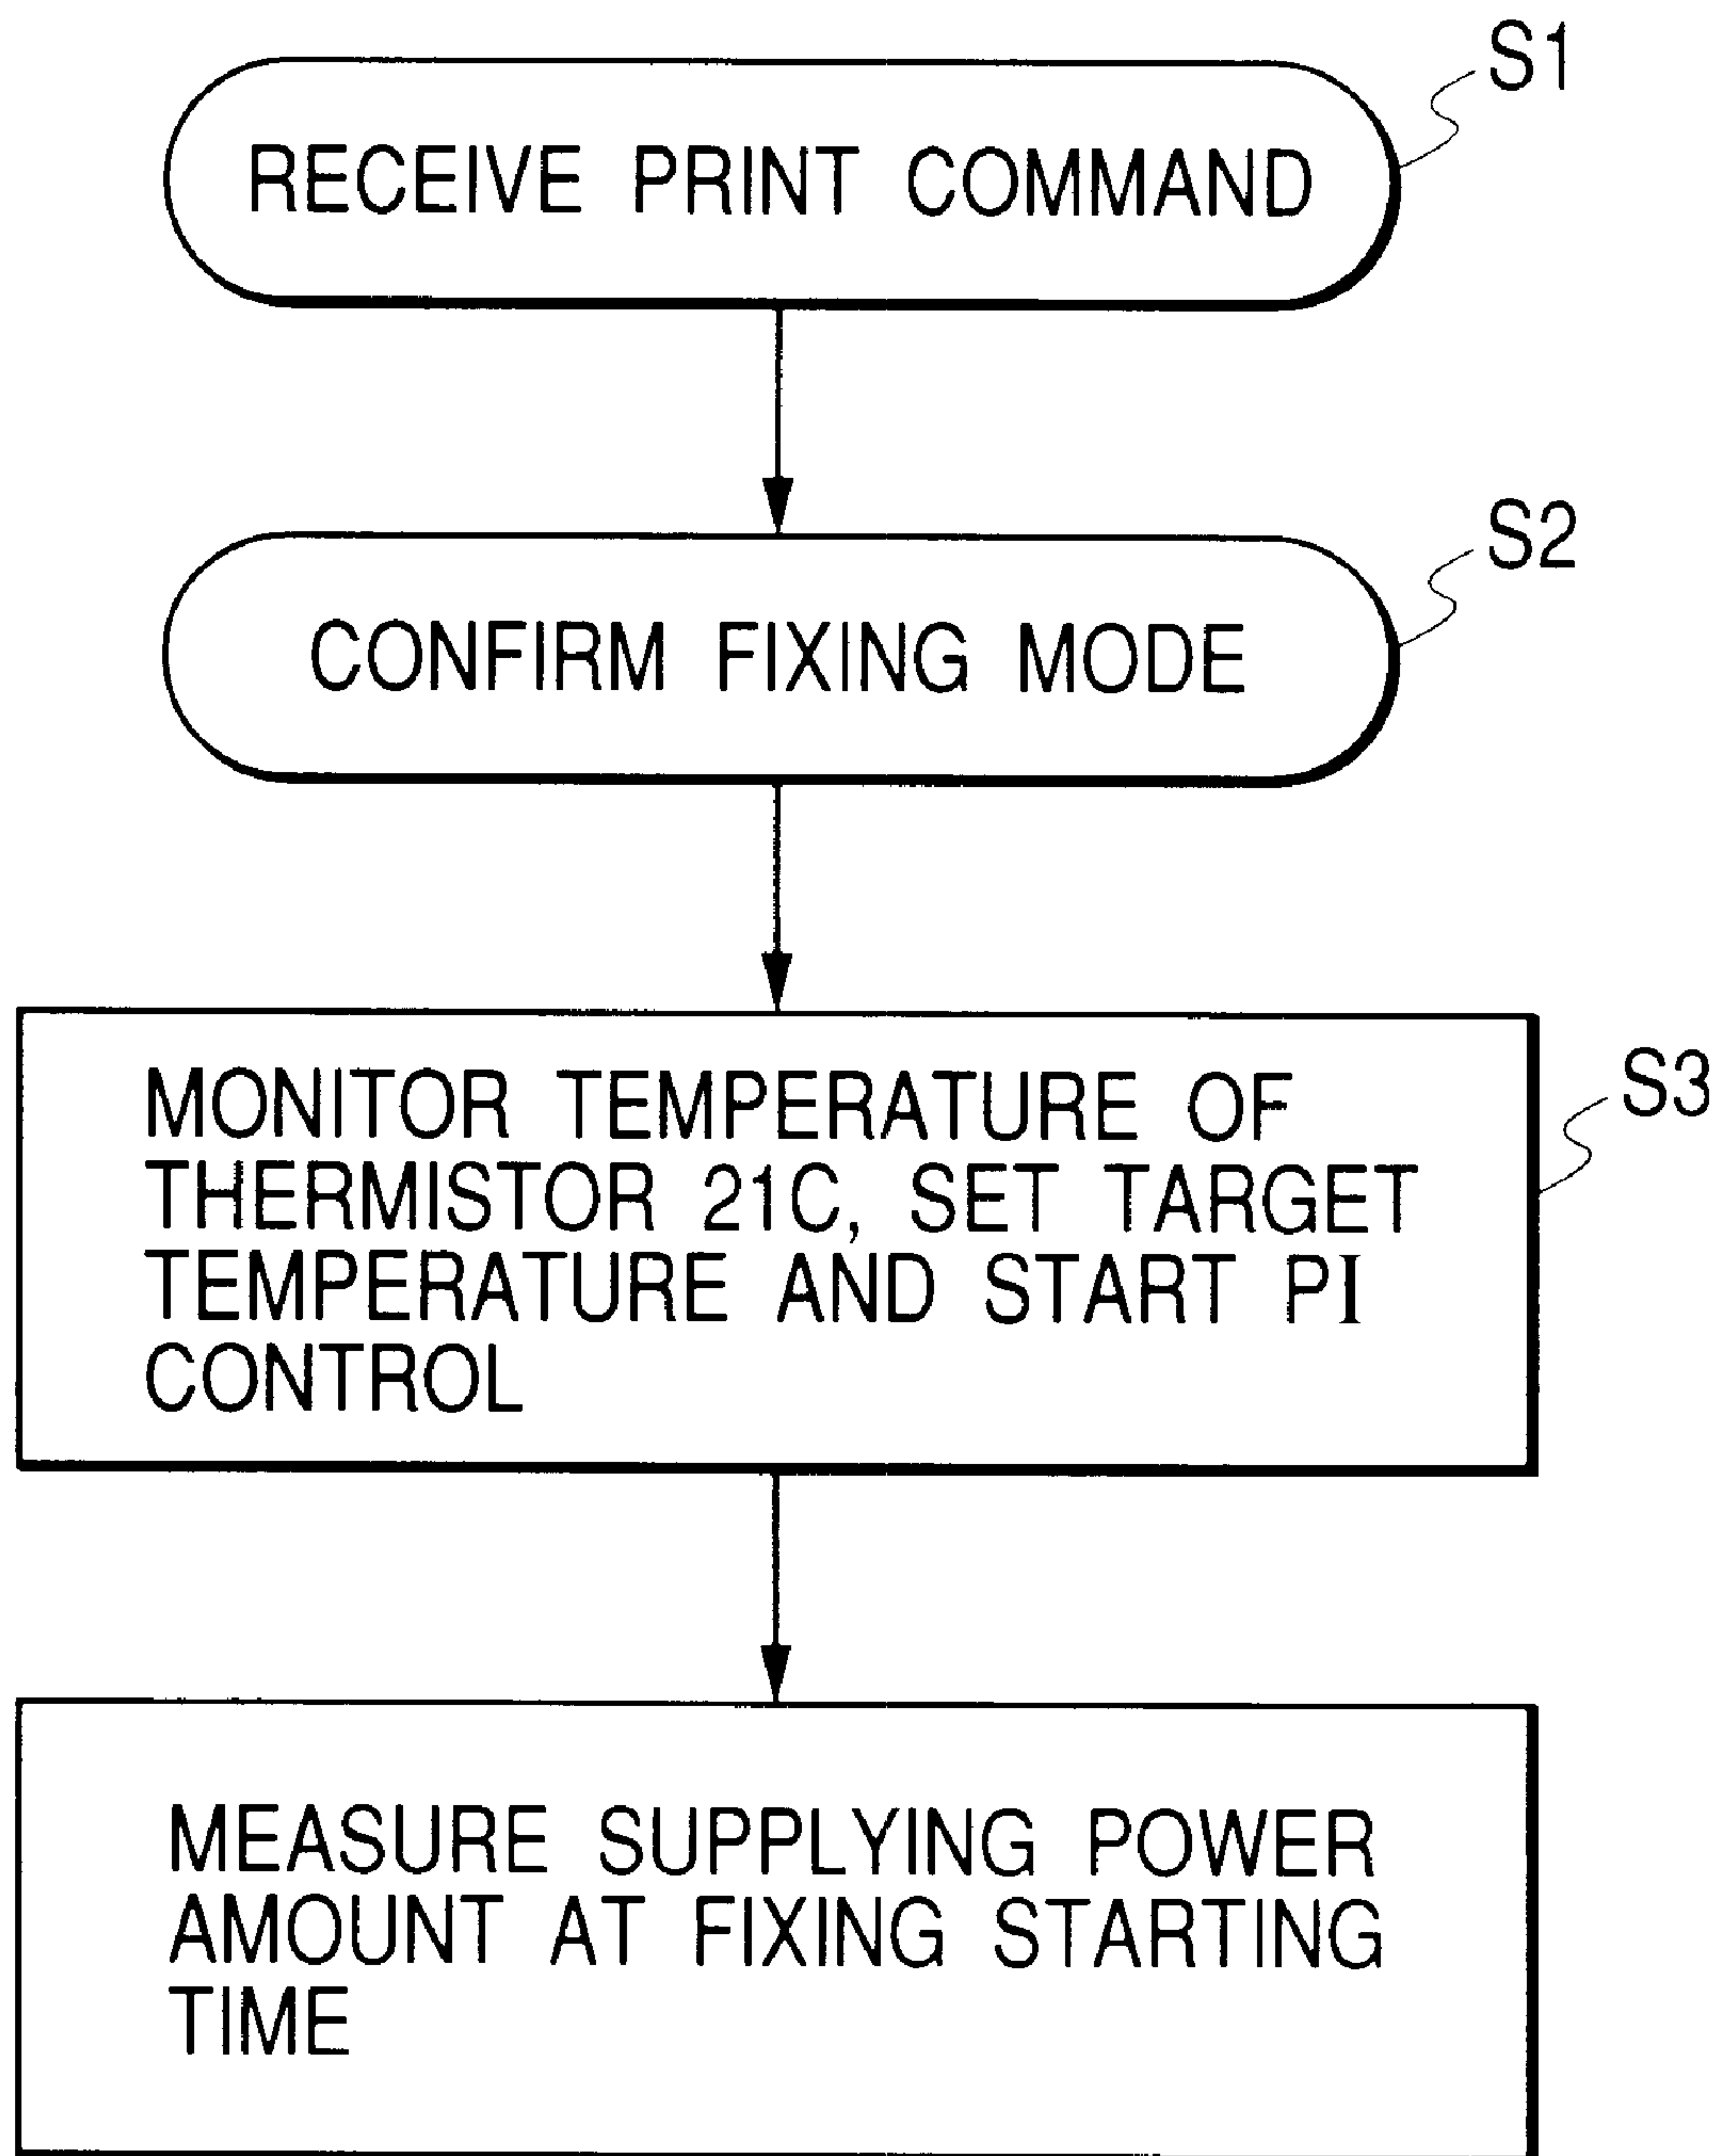 S1
RECEIVE PRINT COMMAND
S2
CONFIRM FIXING MODE
S3
MONITOR TEMPERATURE OF
THERMISTOR 21C, SET TARGET
TEMPERATURE AND START PI
CONTROL
MEASURE SUPPLYING POWER
AMOUNT AT FIXING STARTING
TIME